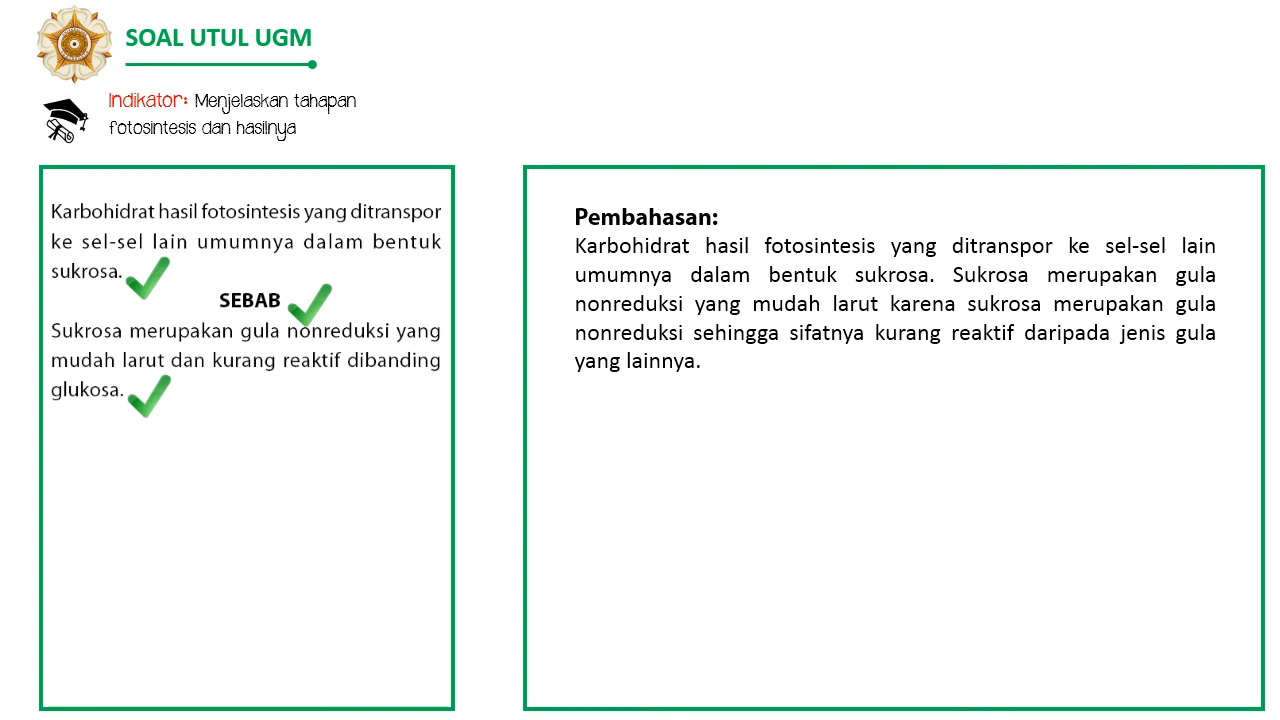 SOAL UTUL UGM
Indikator: Menjelaskan tahapan
fotosintesis dan hasilnya
Karbohidrat hasil fotosintesis yang ditranspor
ke sel-sel lain umumnya dalam bentuk
sukrosa.
SEBAB
Sukrosa merupakan gula nonreduksi yang
mudah larut dan kurang reaktif dibanding
glukosa.
Pembahasan:
Karbohidrat hasil fotosintesis yang ditranspor ke sel-sel lain
umumnya dalam bentuk sukrosa. Sukrosa merupakan gula
nonreduksi yang mudah larut karena sukrosa merupakan gula
nonreduksi sehingga sifatnya kurang reaktif daripada jenis gula
yang lainnya.